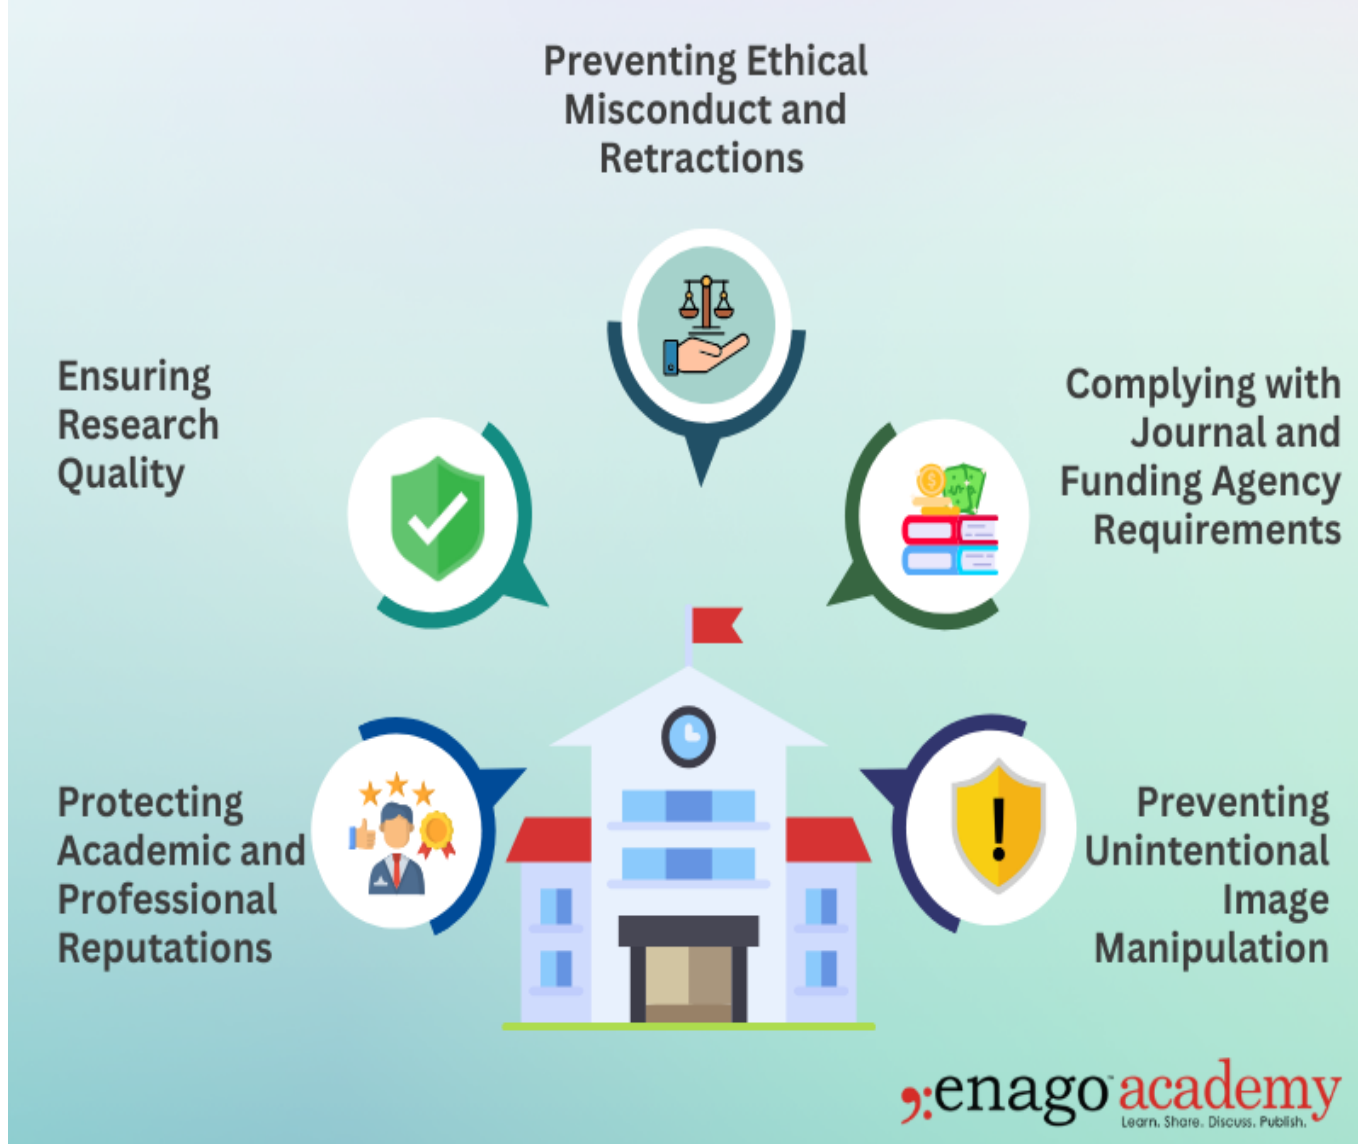 Preventing Ethical
Misconduct and
Retractions
Ensuring
Research
Quality
Complying with
Journal and
Funding Agency
Requirements
Protecting
Academic and
Professional
Reputations
Preventing
Unintentional
Image
Manipulation
enago™ academy
Learn. Share. Discuss. Publish.